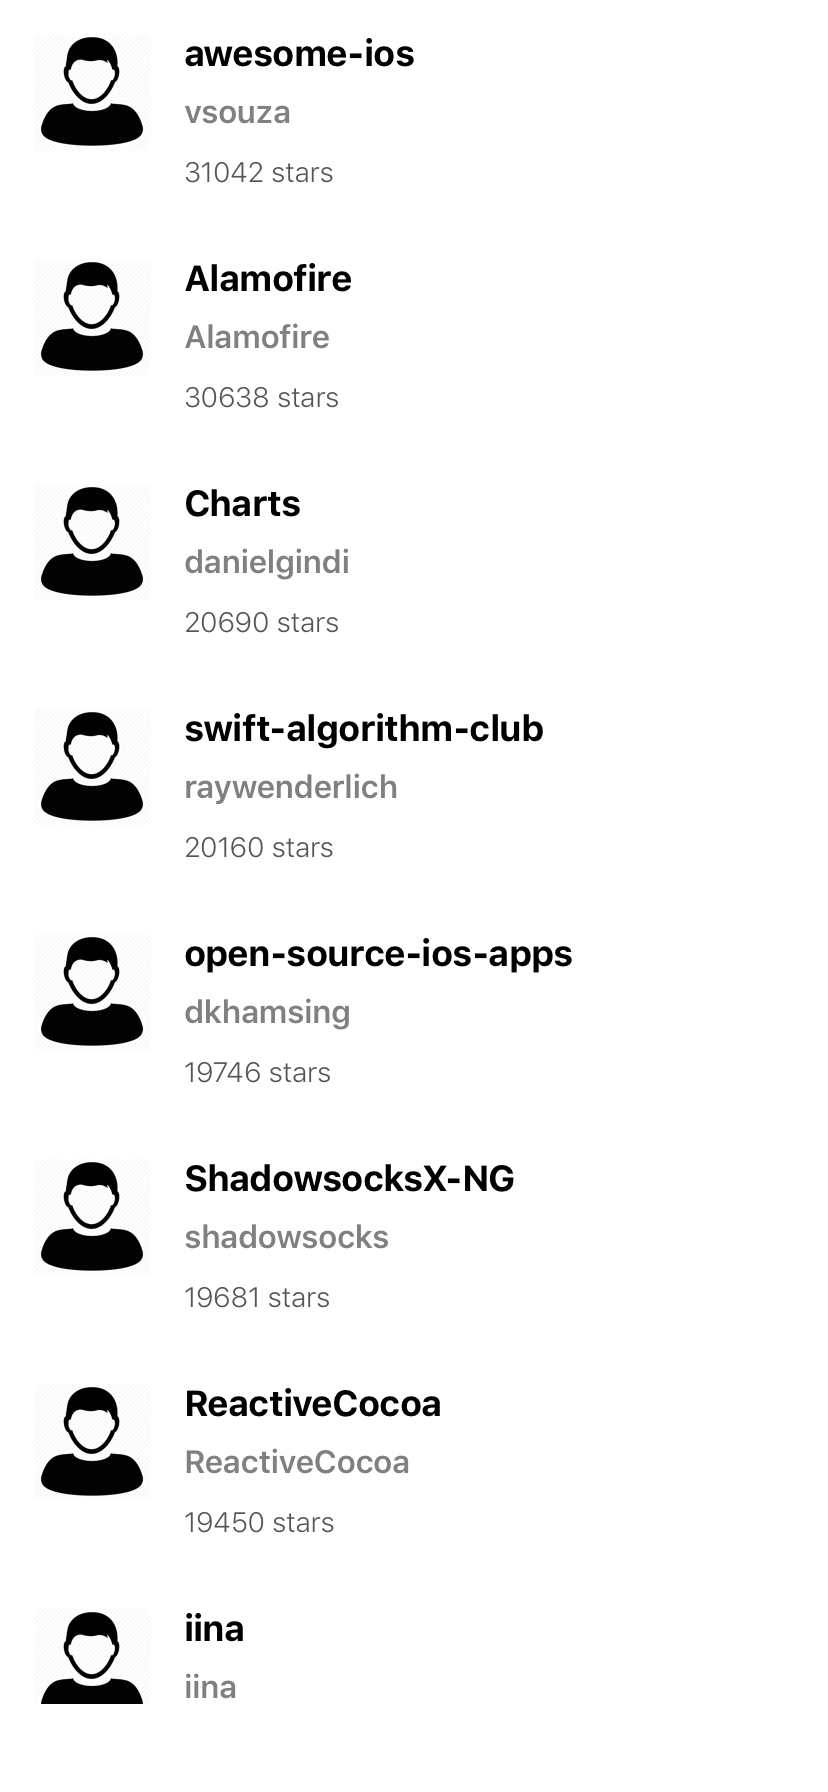 awesome-ios
vsouza
31042 stars
Alamofire
Alamofire
30638 stars
Charts
danielgindi
20690 stars
swift-algorithm-club
raywenderlich
20160 stars
open-source-ios-apps
dkhamsing
19746 stars
ShadowsocksX-NG
shadowsocks
19681 stars
ReactiveCocoa
ReactiveCocoa
19450 stars
iina
iina